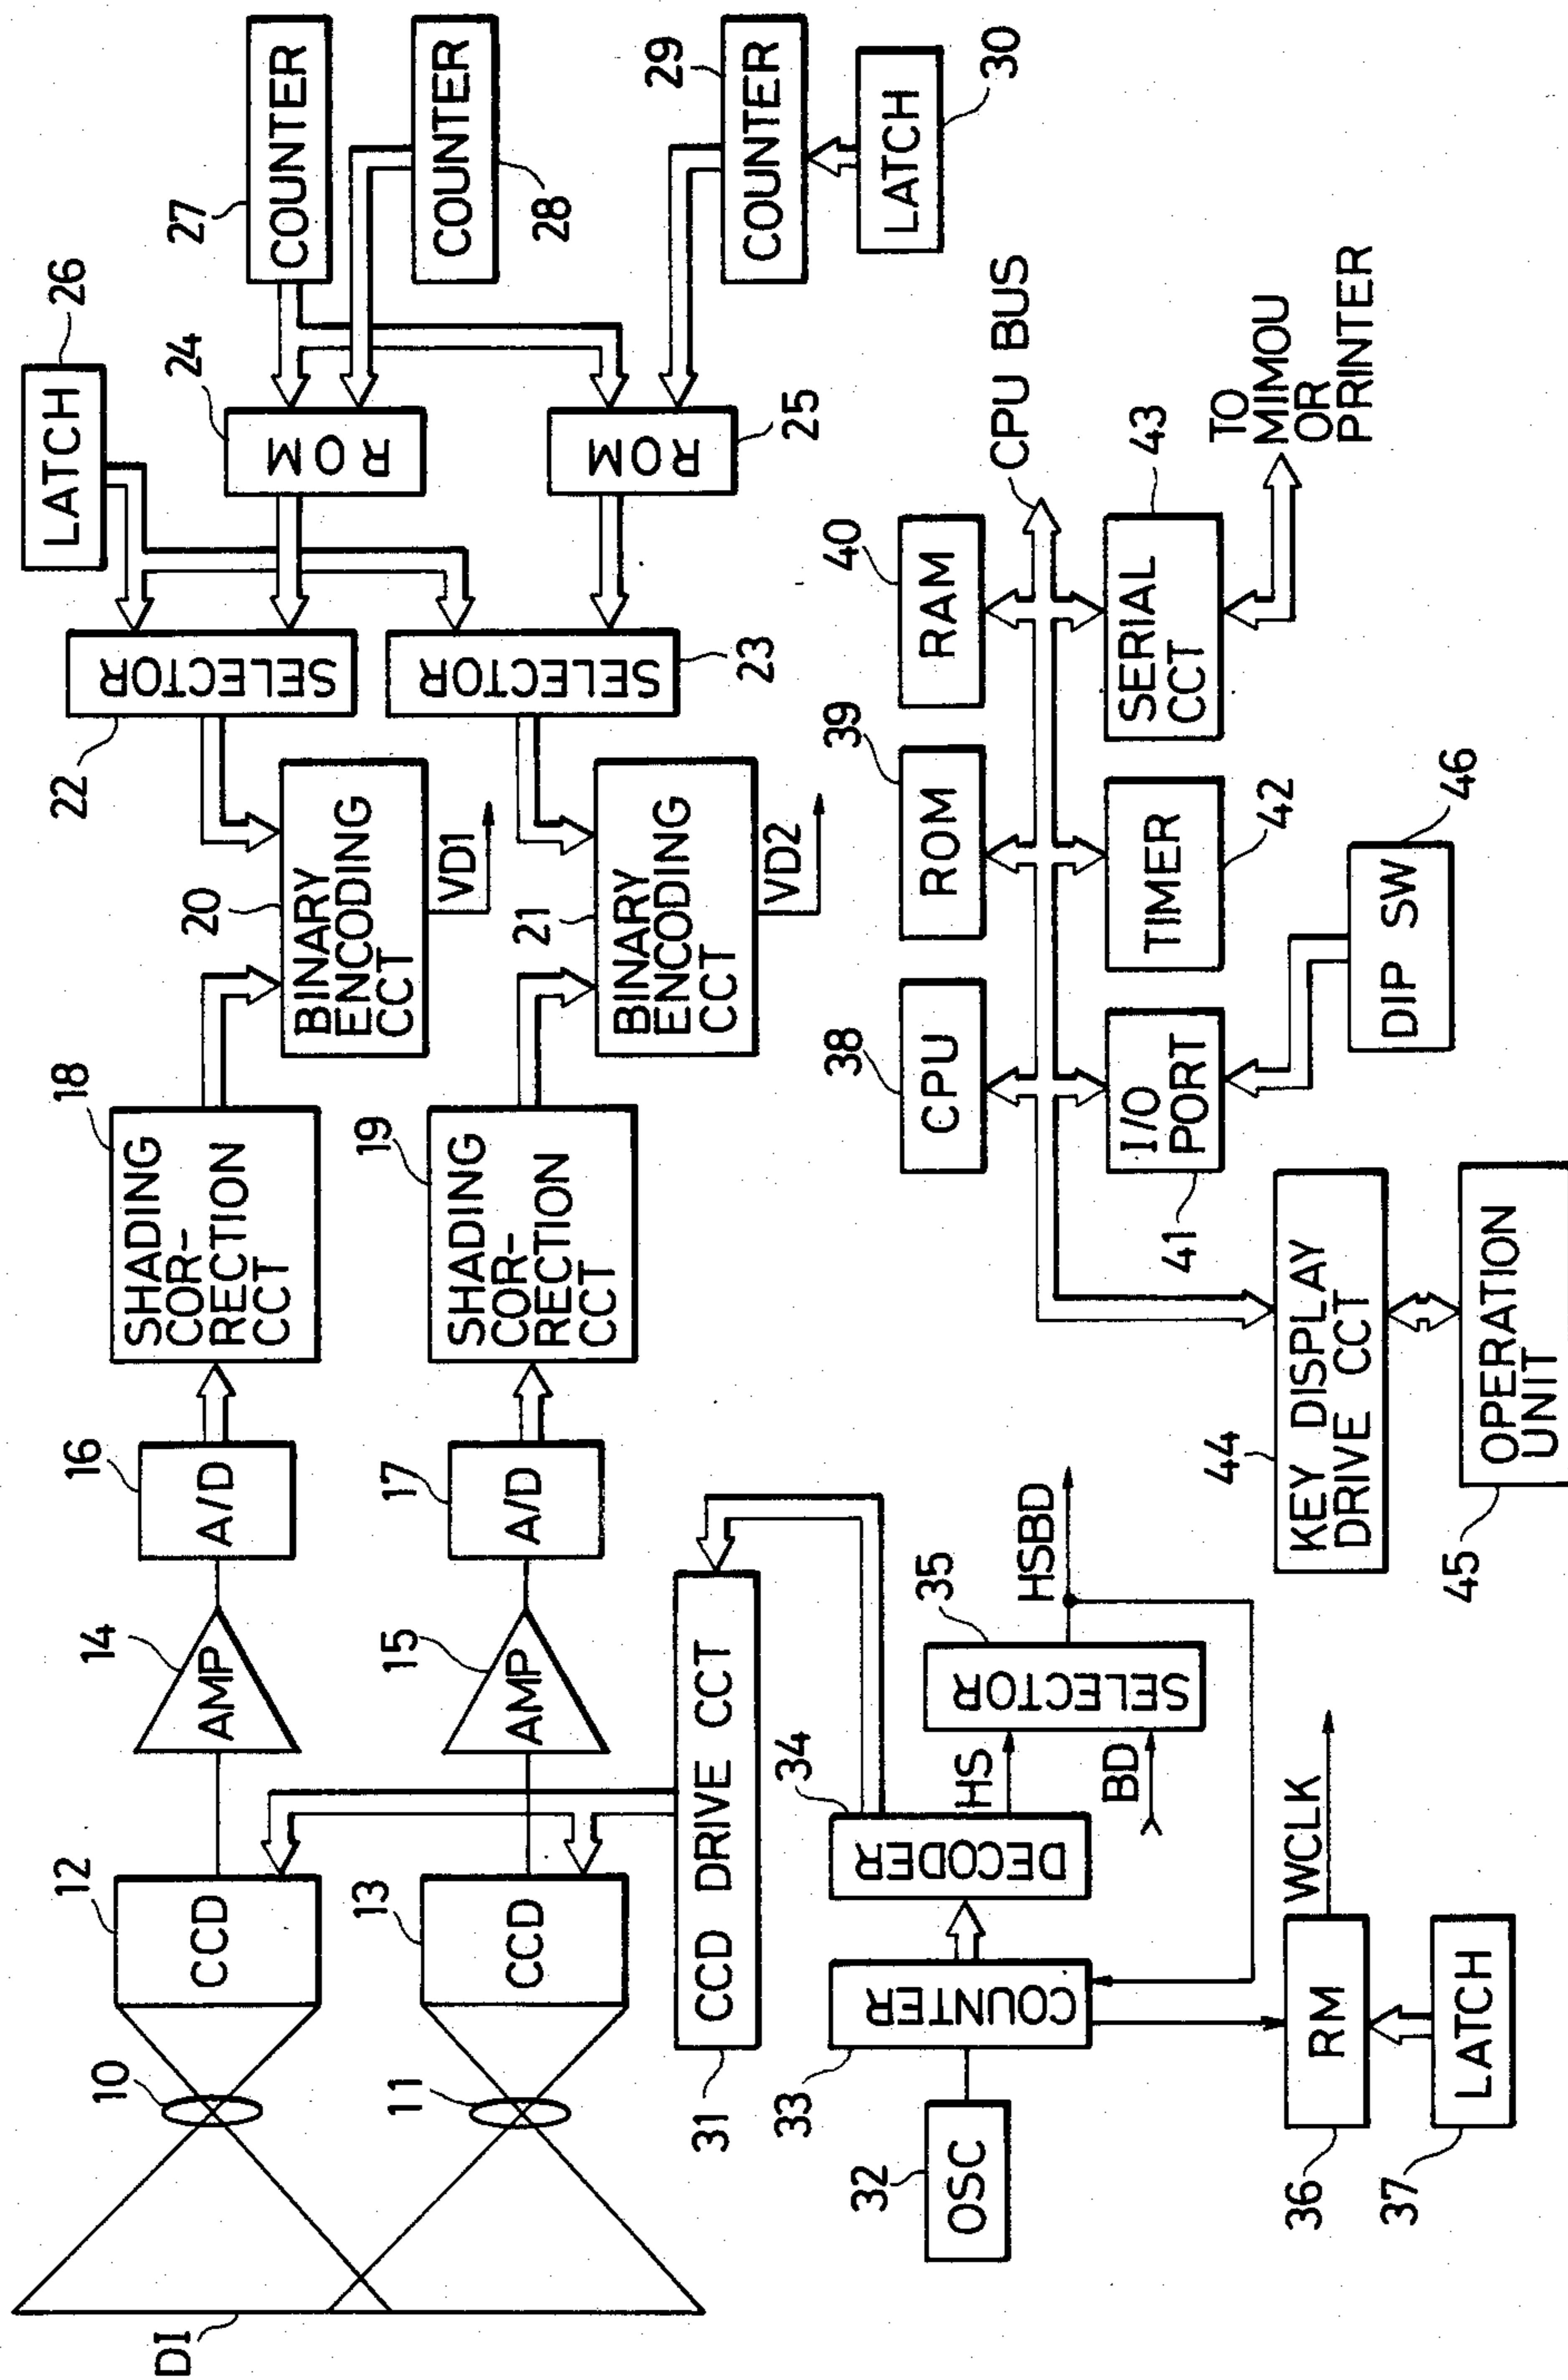 DI
10
11
12
CCD
13
CCD
14
AMP
15
AMP
16
A/D
17
A/D
18
SHADING
COR-
RECTION
CCT
19
SHADING
COR-
RECTION
CCT
20
BINARY
ENCODING
CCT
VD1
21
BINARY
ENCODING
CCT
VD2
22
SELECTOR
SELECTOR
23
26
LATCH
24
ROM
ROM
25
27
COUNTER
COUNTER
28
29
COUNTER
LATCH
30
31
CCD DRIVE CCT
32
OSC
33
COUNTER
34
DECODER
HS
BD
35
SELECTOR
HSBD
36
RM
WCLK
37
LATCH
38
CPU
39
ROM
40
RAM
CPU BUS
41
I/O
PORT
TIMER
42
SERIAL
CCT
43
TO
MIMOU
OR
PRINTER
44
KEY DISPLAY
DRIVE CCT
45
OPERATION
UNIT
DIP SW
46